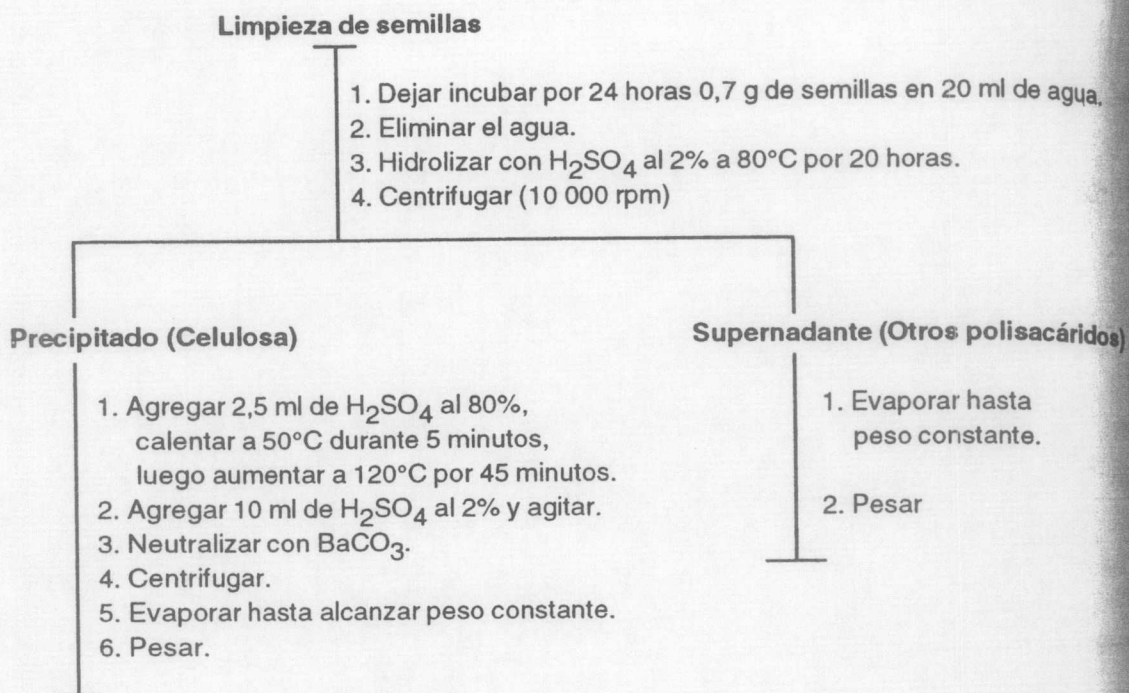 Limpieza de semillas
1. Dejar incubar por 24 horas 0,7 g de semillas en 20 ml de agua.
2. Eliminar el agua.
3. Hidrolizar con H2SO4 al 2% a 80°C por 20 horas.
4. Centrifugar (10 000 rpm)
Precipitado (Celulosa)
1. Agregar 2,5 ml de H2SO4 al 80%,
calentar a 50°C durante 5 minutos,
luego aumentar a 120°C por 45 minutos.
2. Agregar 10 ml de H2SO4 al 2% y agitar.
3. Neutralizar con BaCO3.
4. Centrifugar.
5. Evaporar hasta alcanzar peso constante.
6. Pesar.
Supernadante (Otros polisacáridos)
1. Evaporar hasta
peso constante.
2. Pesar